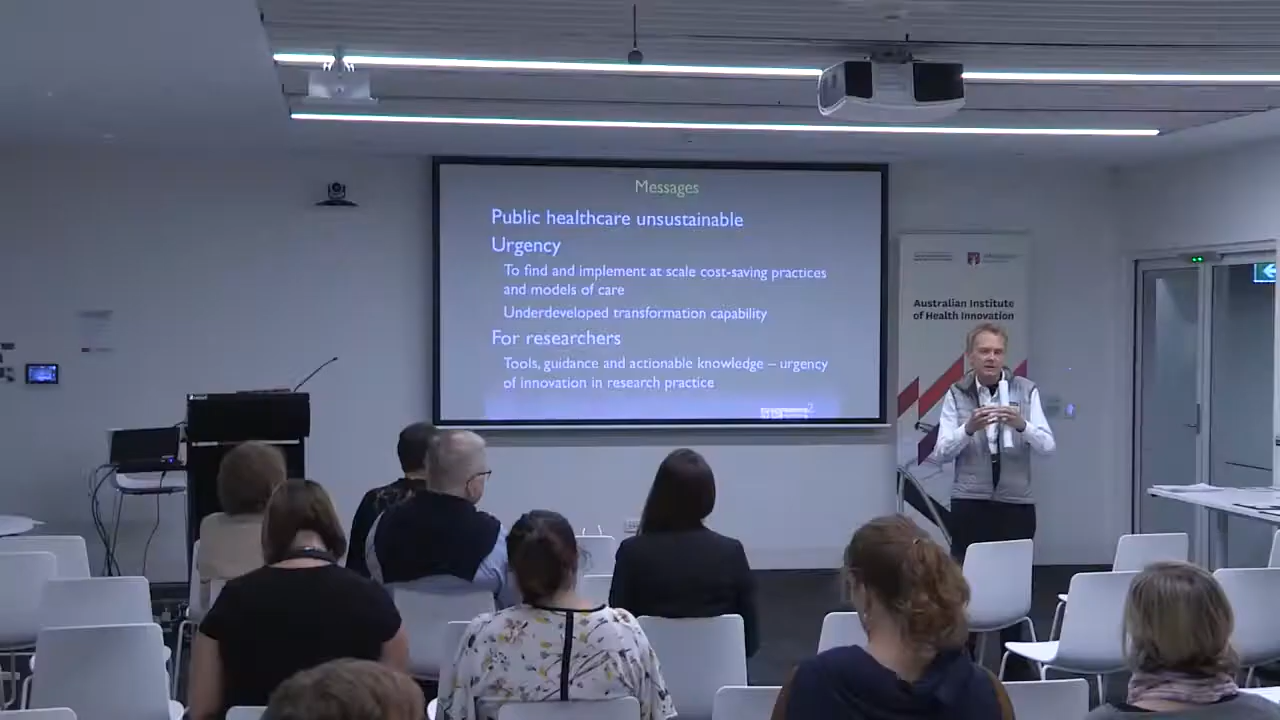 Messages
Public healthcare unsustainable
Urgency
To find and implement at scale cost-saving practices
and models of care
Underdeveloped transformation capability
For researchers
Tools, guidance and actionable knowledge – urgency
of innovation in research practice
2
Australian Institute
of Health Innovation